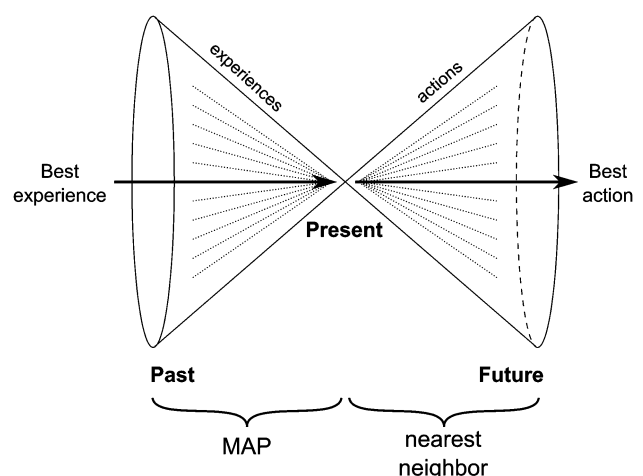 experiences
actions
Best
experience
Best
action
Present
Past
Future
MAP
nearest
neighbor